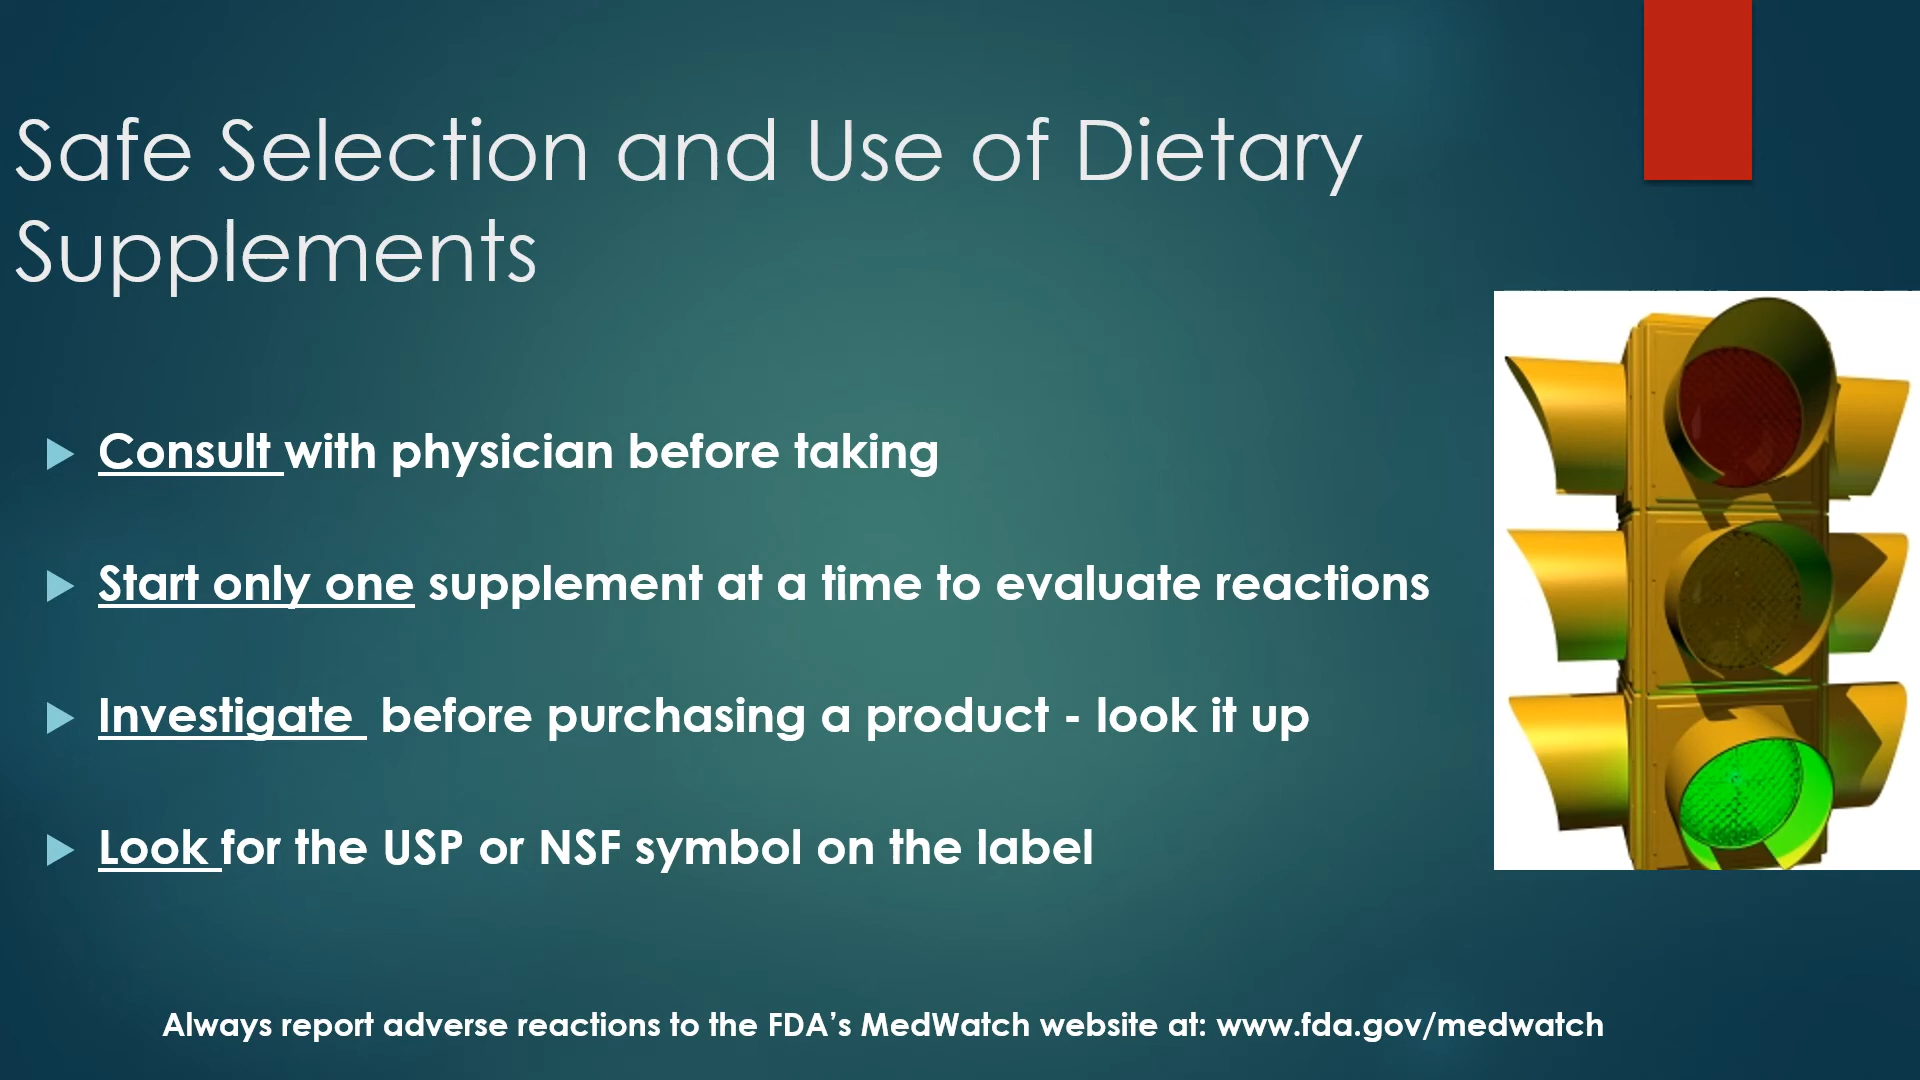 Safe Selection and Use of Dietary
Supplements
Consult with physician before taking
Start only one supplement at a time to evaluate reactions
Investigate  before purchasing a product - look it up
Look for the USP or NSF symbol on the label
Always report adverse reactions to the FDA’s MedWatch website at: www.fda.gov/medwatch